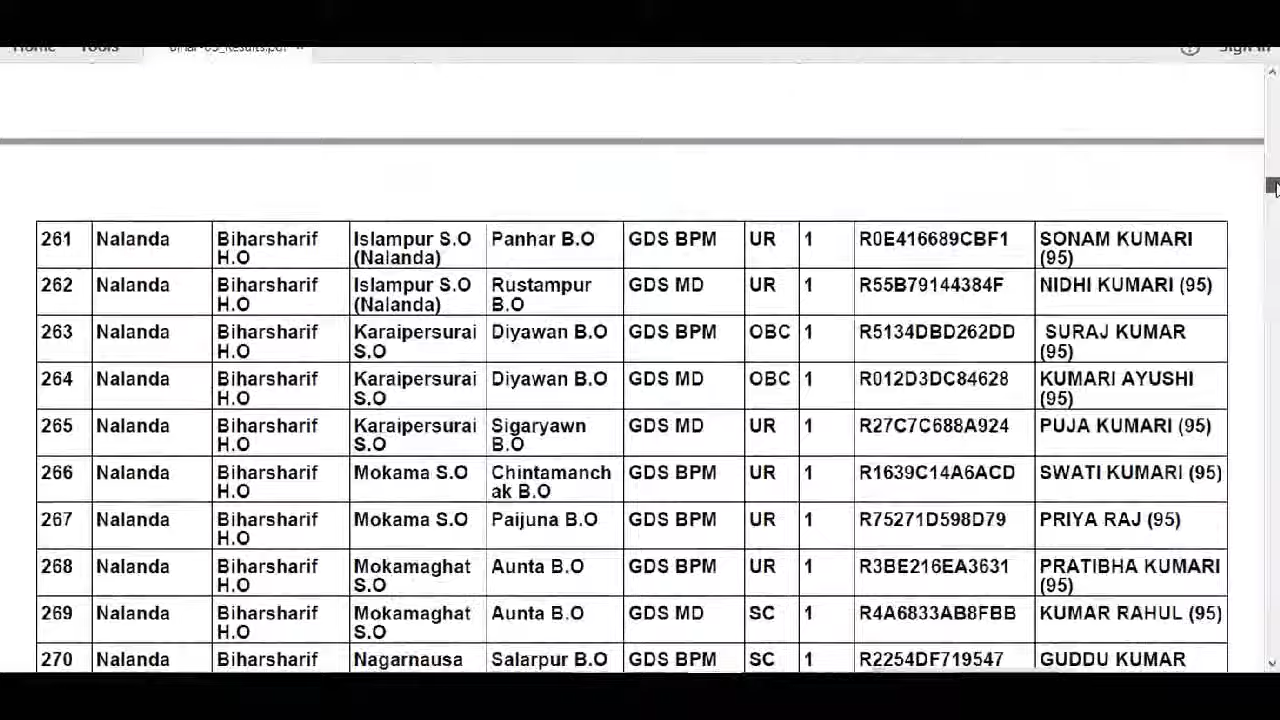 Home Tools Bihar-05_Results.pdf × Sign In
261 Nalanda Biharsharif H.O Islampur S.O (Nalanda) Panhar B.O GDS BPM UR 1 R0E416689CBF1 SONAM KUMARI (95)
262 Nalanda Biharsharif H.O Islampur S.O (Nalanda) Rustampur B.O GDS MD UR 1 R55B79144384F NIDHI KUMARI (95)
263 Nalanda Biharsharif H.O Karaipersurai S.O Diyawan B.O GDS BPM OBC 1 R5134DBD262DD SURAJ KUMAR (95)
264 Nalanda Biharsharif H.O Karaipersurai S.O Diyawan B.O GDS MD OBC 1 R012D3DC84628 KUMARI AYUSHI (95)
265 Nalanda Biharsharif H.O Karaipersurai S.O Sigaryawn B.O GDS BPM UR 1 R27C7C688A924 PUJA KUMARI (95)
266 Nalanda Biharsharif H.O Mokama S.O Chintamanch ak B.O GDS BPM UR 1 R1639C14A6ACD SWATI KUMARI (95)
267 Nalanda Biharsharif H.O Mokama S.O Paijuna B.O GDS BPM UR 1 R75271D598D79 PRIYA RAJ (95)
268 Nalanda Biharsharif H.O Mokamaghat S.O Aunta B.O GDS BPM UR 1 R3BE216EA3631 PRATIBHA KUMARI (95)
269 Nalanda Biharsharif H.O Mokamaghat S.O Aunta B.O GDS MD SC 1 R4A6833AB8FBB KUMAR RAHUL (95)
270 Nalanda Biharsharif Nagarnausa Salarpur B.O GDS BPM SC 1 R2254DF719547 GUDDU KUMAR